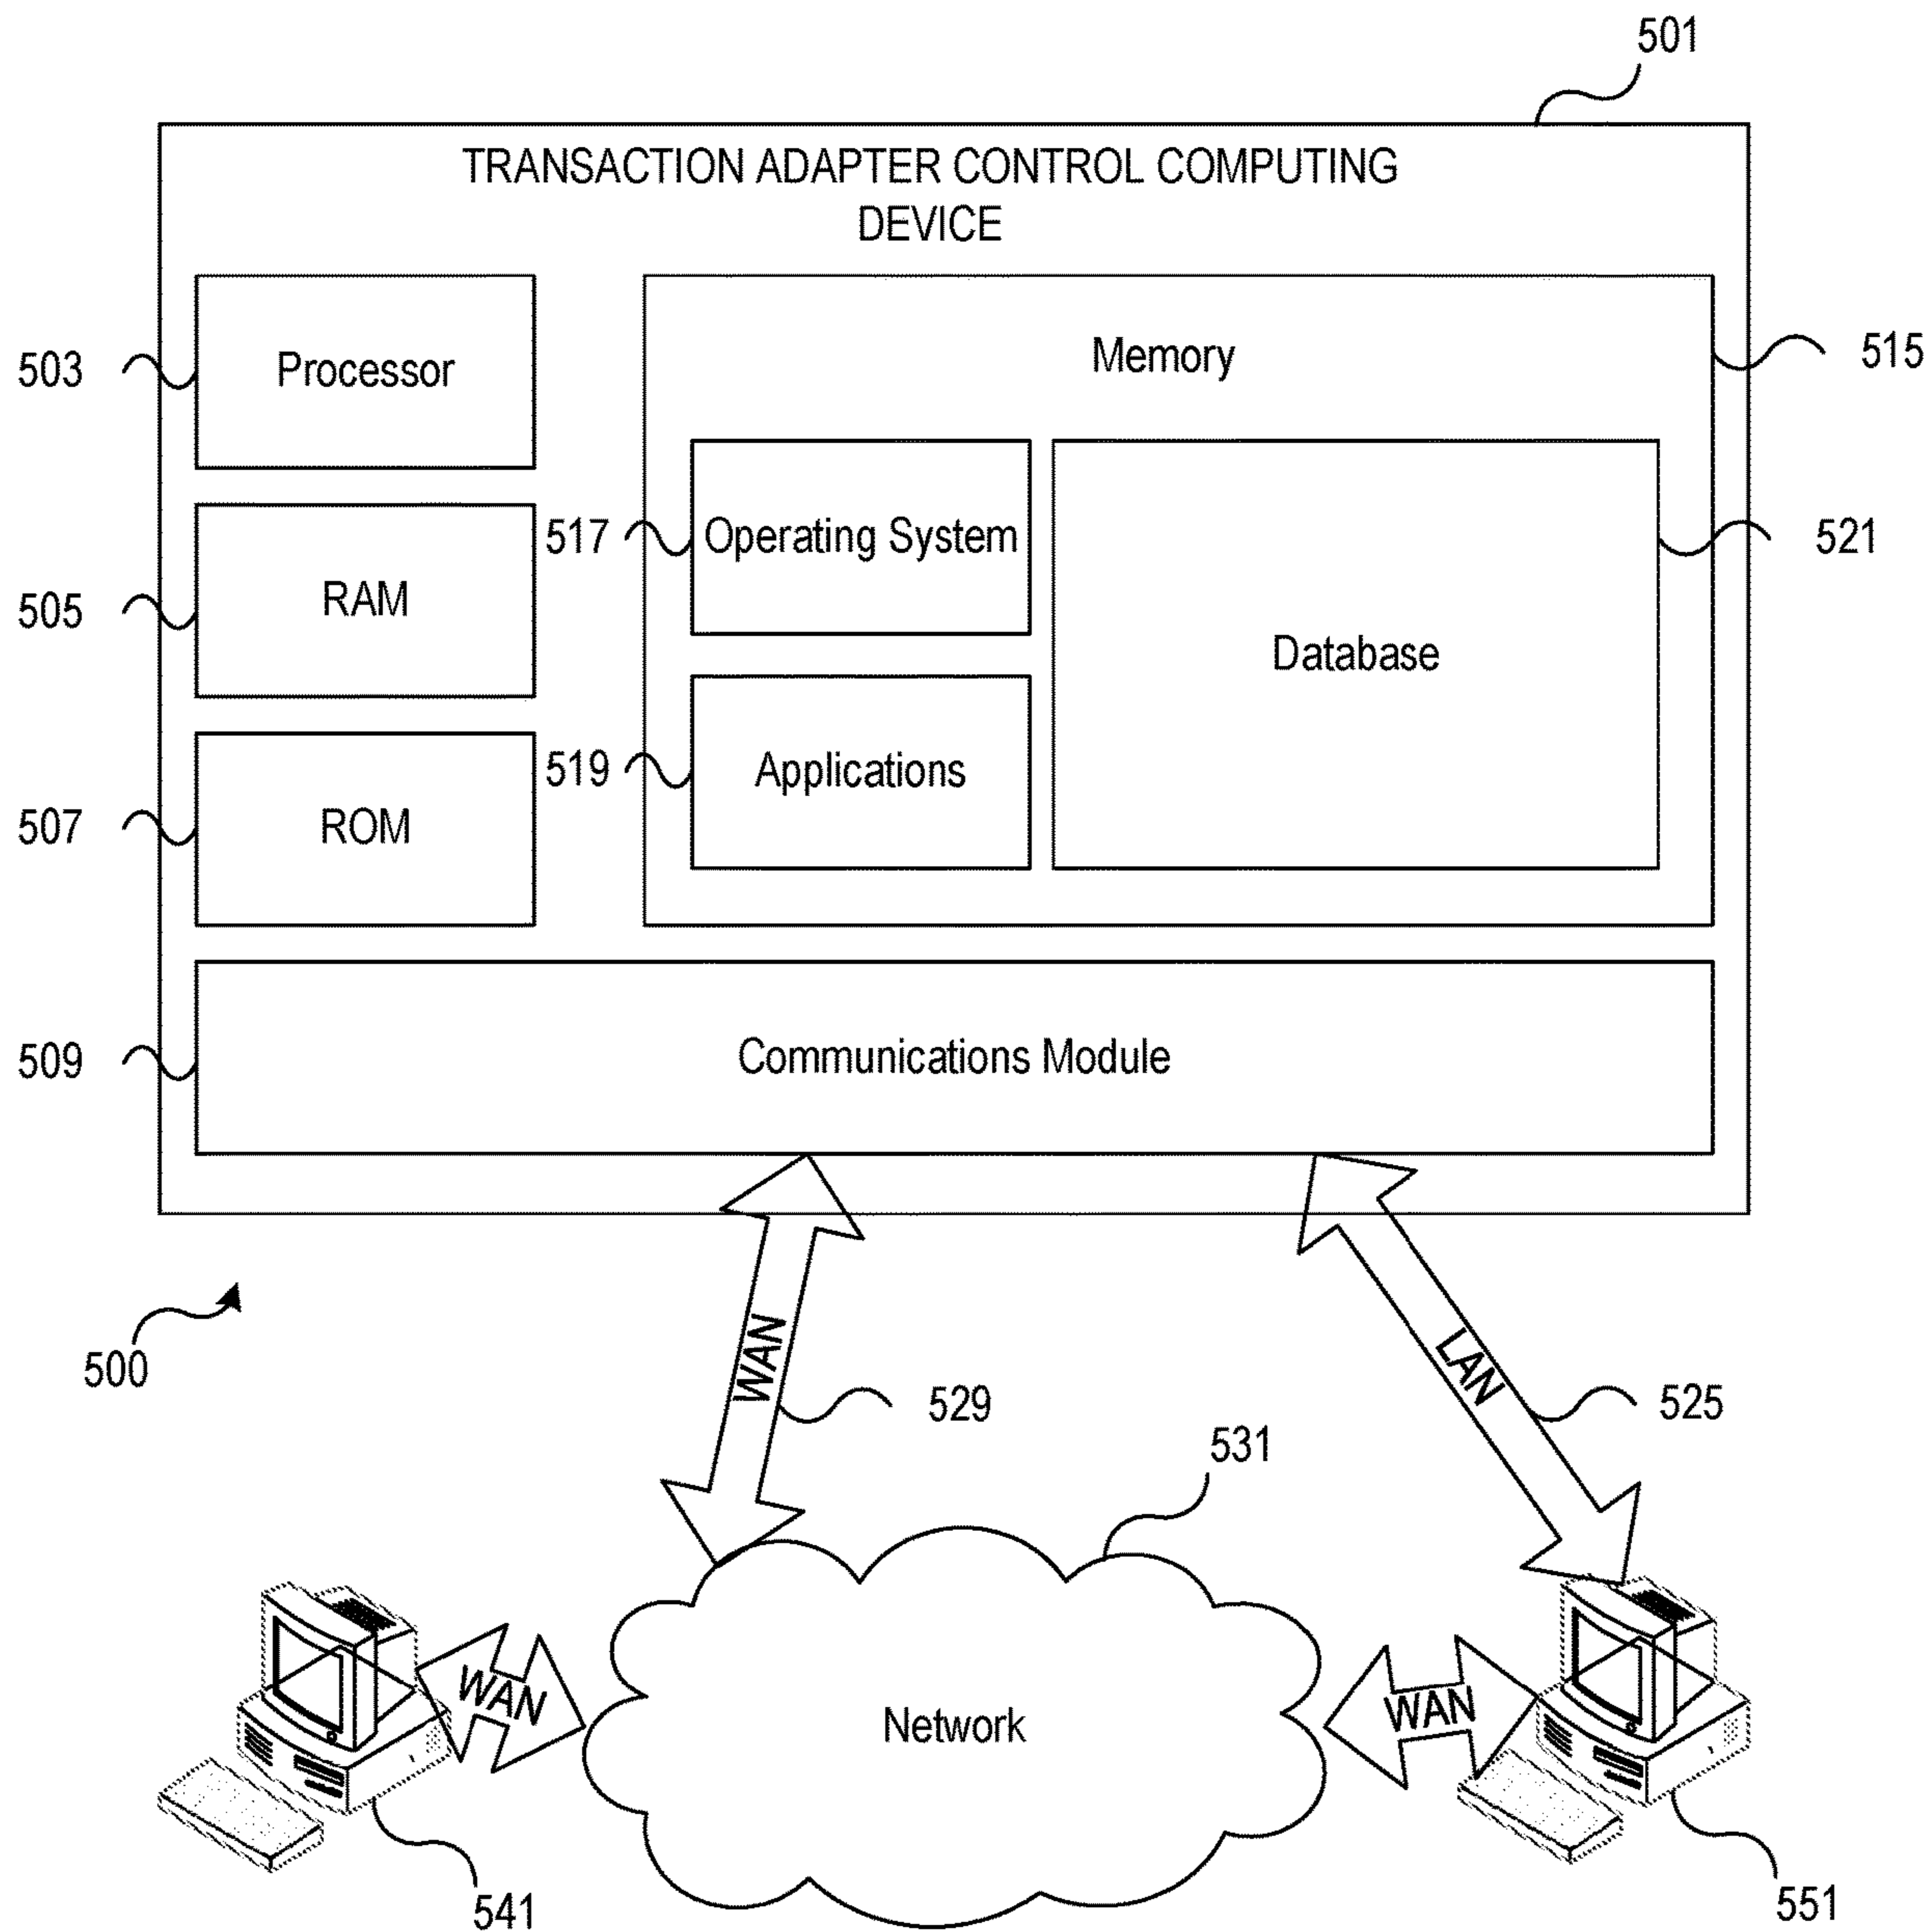 501
TRANSACTION ADAPTER CONTROL COMPUTING
DEVICE
503
Processor
Memory
515
517
Operating System
521
505
RAM
Database
519
Applications
507
ROM
509
Communications Module
500
WAN
529
LAN
525
531
WAN
Network
WAN
541
551